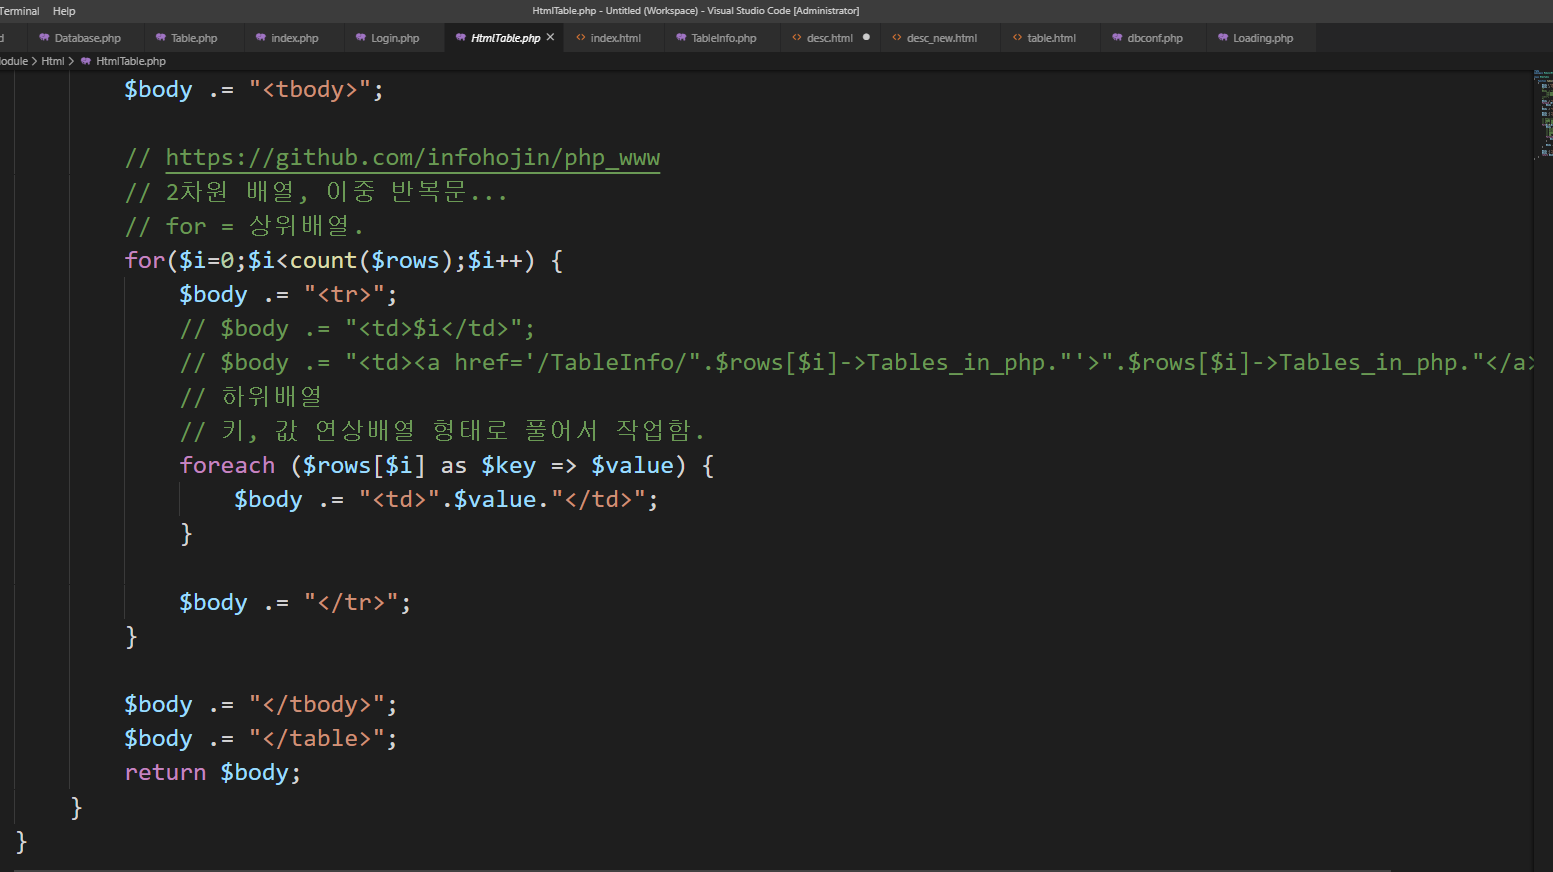 Terminal Help HtmlTable.php - Untitled (Workspace) - Visual Studio Code [Administrator]
Database.php Table.php index.php Login.php HtmlTable.php index.html TableInfo.php desc.html desc_new.html table.html dbconf.php Loading.php
Html > HtmlTable.php
$body .= "<tbody>";
// https://github.com/infohojin/php_www
// 2차원 배열, 이중 반복문...
// for = 상위배열.
for($i=0;$i<count($rows);$i++) {
$body .= "<tr>";
// $body .= "<td>$i</td>";
// $body .= "<td><a href='/TableInfo/".$rows[$i]->Tables_in_php."'>".$rows[$i]->Tables_in_php."</a>
// 하위배열
// 키, 값 연상배열 형태로 풀어서 작업함.
foreach ($rows[$i] as $key => $value) {
$body .= "<td>".$value."</td>";
}
$body .= "</tr>";
}
$body .= "</tbody>";
$body .= "</table>";
return $body;
}
}